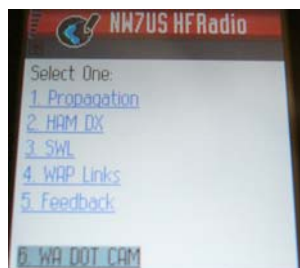 NW7US HFRadio
Select One:
1. Propagation
2. HAM DX
3. SWL
4. WAP Links
5. Feedback
6. WA DOT CAM